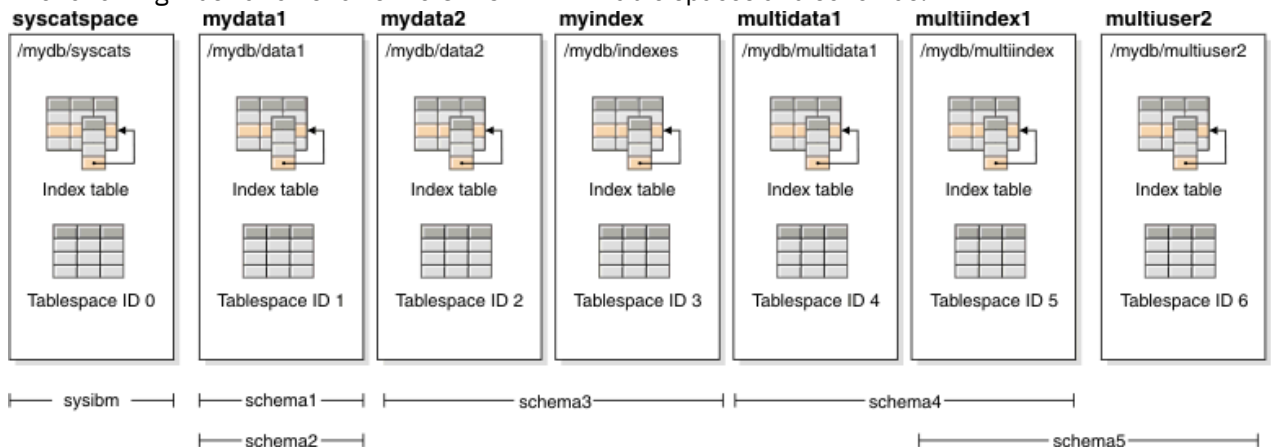 syscatspace mydata1 mydata2 myindex multidata1 multiindex1 multiuser2
/mydb/syscats /mydb/data1 /mydb/data2 /mydb/indexes /mydb/multidata1 /mydb/multiindex /mydb/multiuser2
Index table Index table Index table Index table Index table Index table Index table
Tablespace ID 0 Tablespace ID 1 Tablespace ID 2 Tablespace ID 3 Tablespace ID 4 Tablespace ID 5 Tablespace ID 6
sysibm schema1 schema3 schema4
schema2 schema5